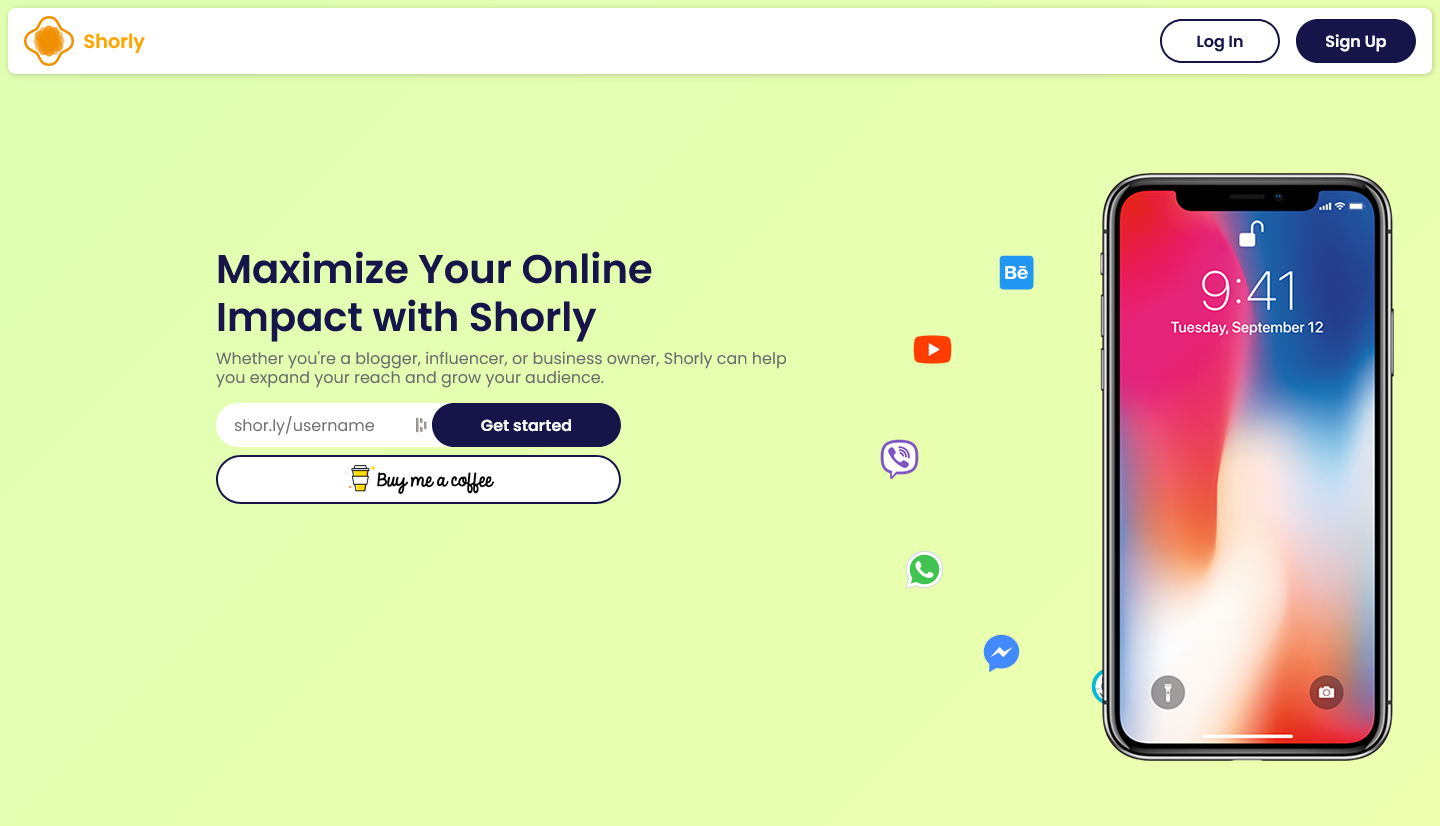 Shorly
Log In
Sign Up
Maximize Your Online
Impact with Shorly
Whether you're a blogger, influencer, or business owner, Shorly can help
you expand your reach and grow your audience.
shor.ly/username
Get started
Buy me a coffee
Bē
9:41
Tuesday, September 12